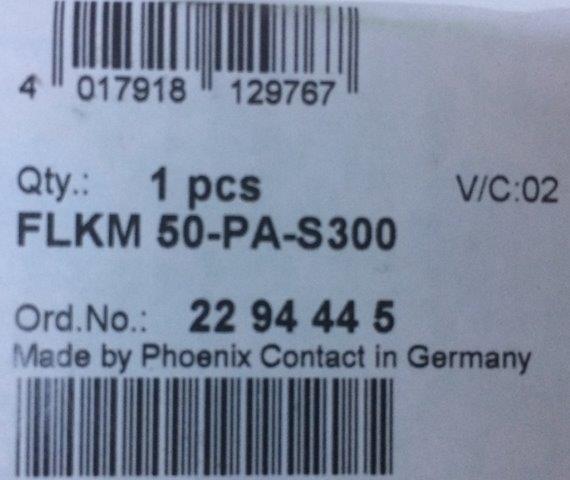 4 017918 129767
Qty.: 1 pcs V/C:02
FLKM 50-PA-S300
Ord.No.: 22 94 44 5
Made by Phoenix Contact in Germany